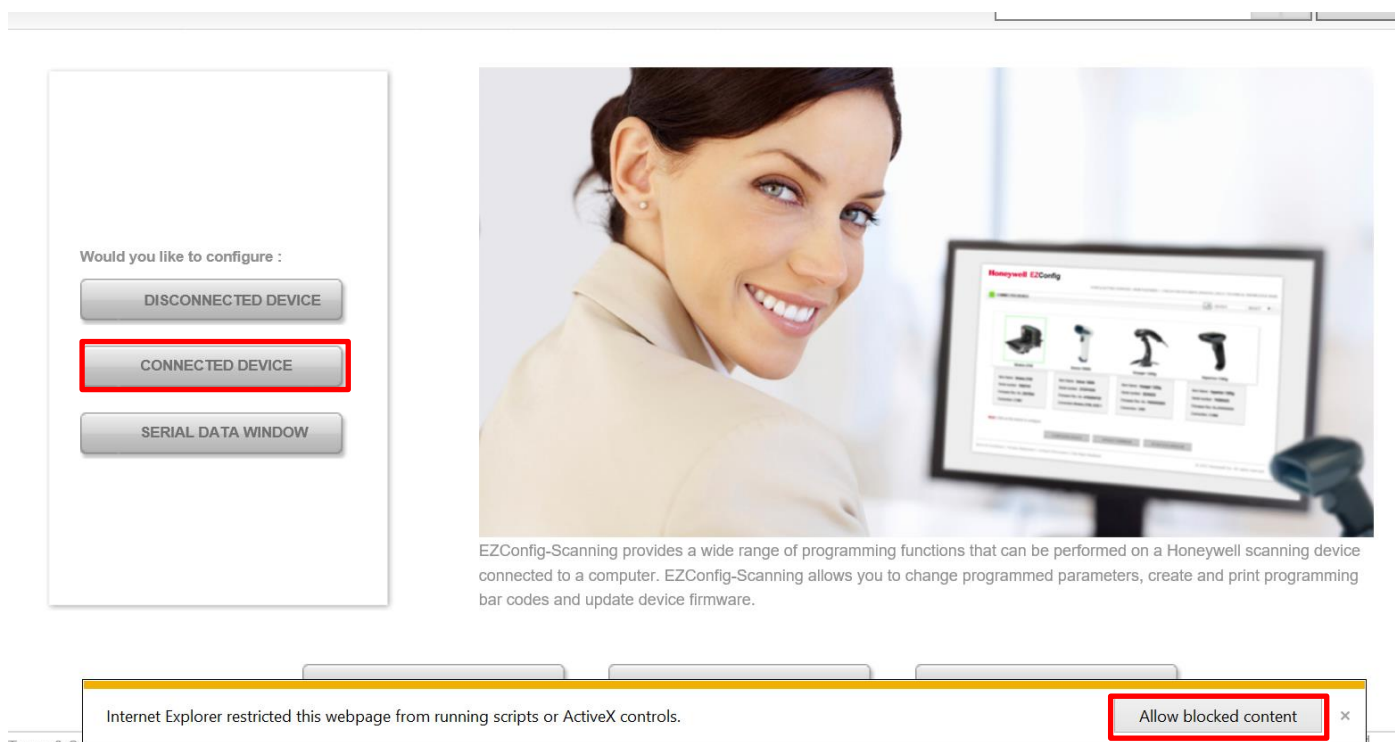 Would you like to configure :
DISCONNECTED DEVICE
CONNECTED DEVICE
SERIAL DATA WINDOW
Honeywell EZConfig
EZConfig-Scanning provides a wide range of programming functions that can be performed on a Honeywell scanning device
connected to a computer. EZConfig-Scanning allows you to change programmed parameters, create and print programming
bar codes and update device firmware.
Internet Explorer restricted this webpage from running scripts or ActiveX controls.
Allow blocked content
×